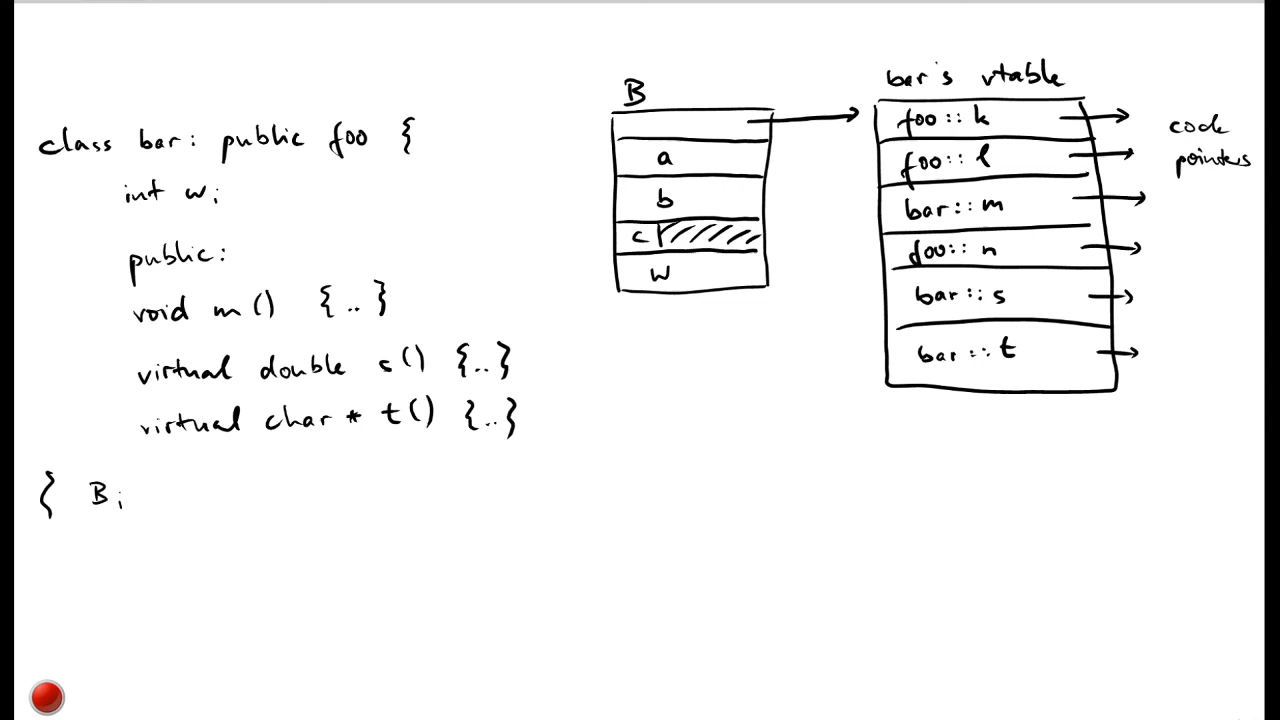 class bar: public foo {
int w;
public:
void m() {..}
virtual double s() {..}
virtual char * t() {..}
} B;
B
a
b
c
w
bar's vtable
foo :: k
foo :: l
bar :: m
foo :: n
bar :: s
bar :: t
code
pointers